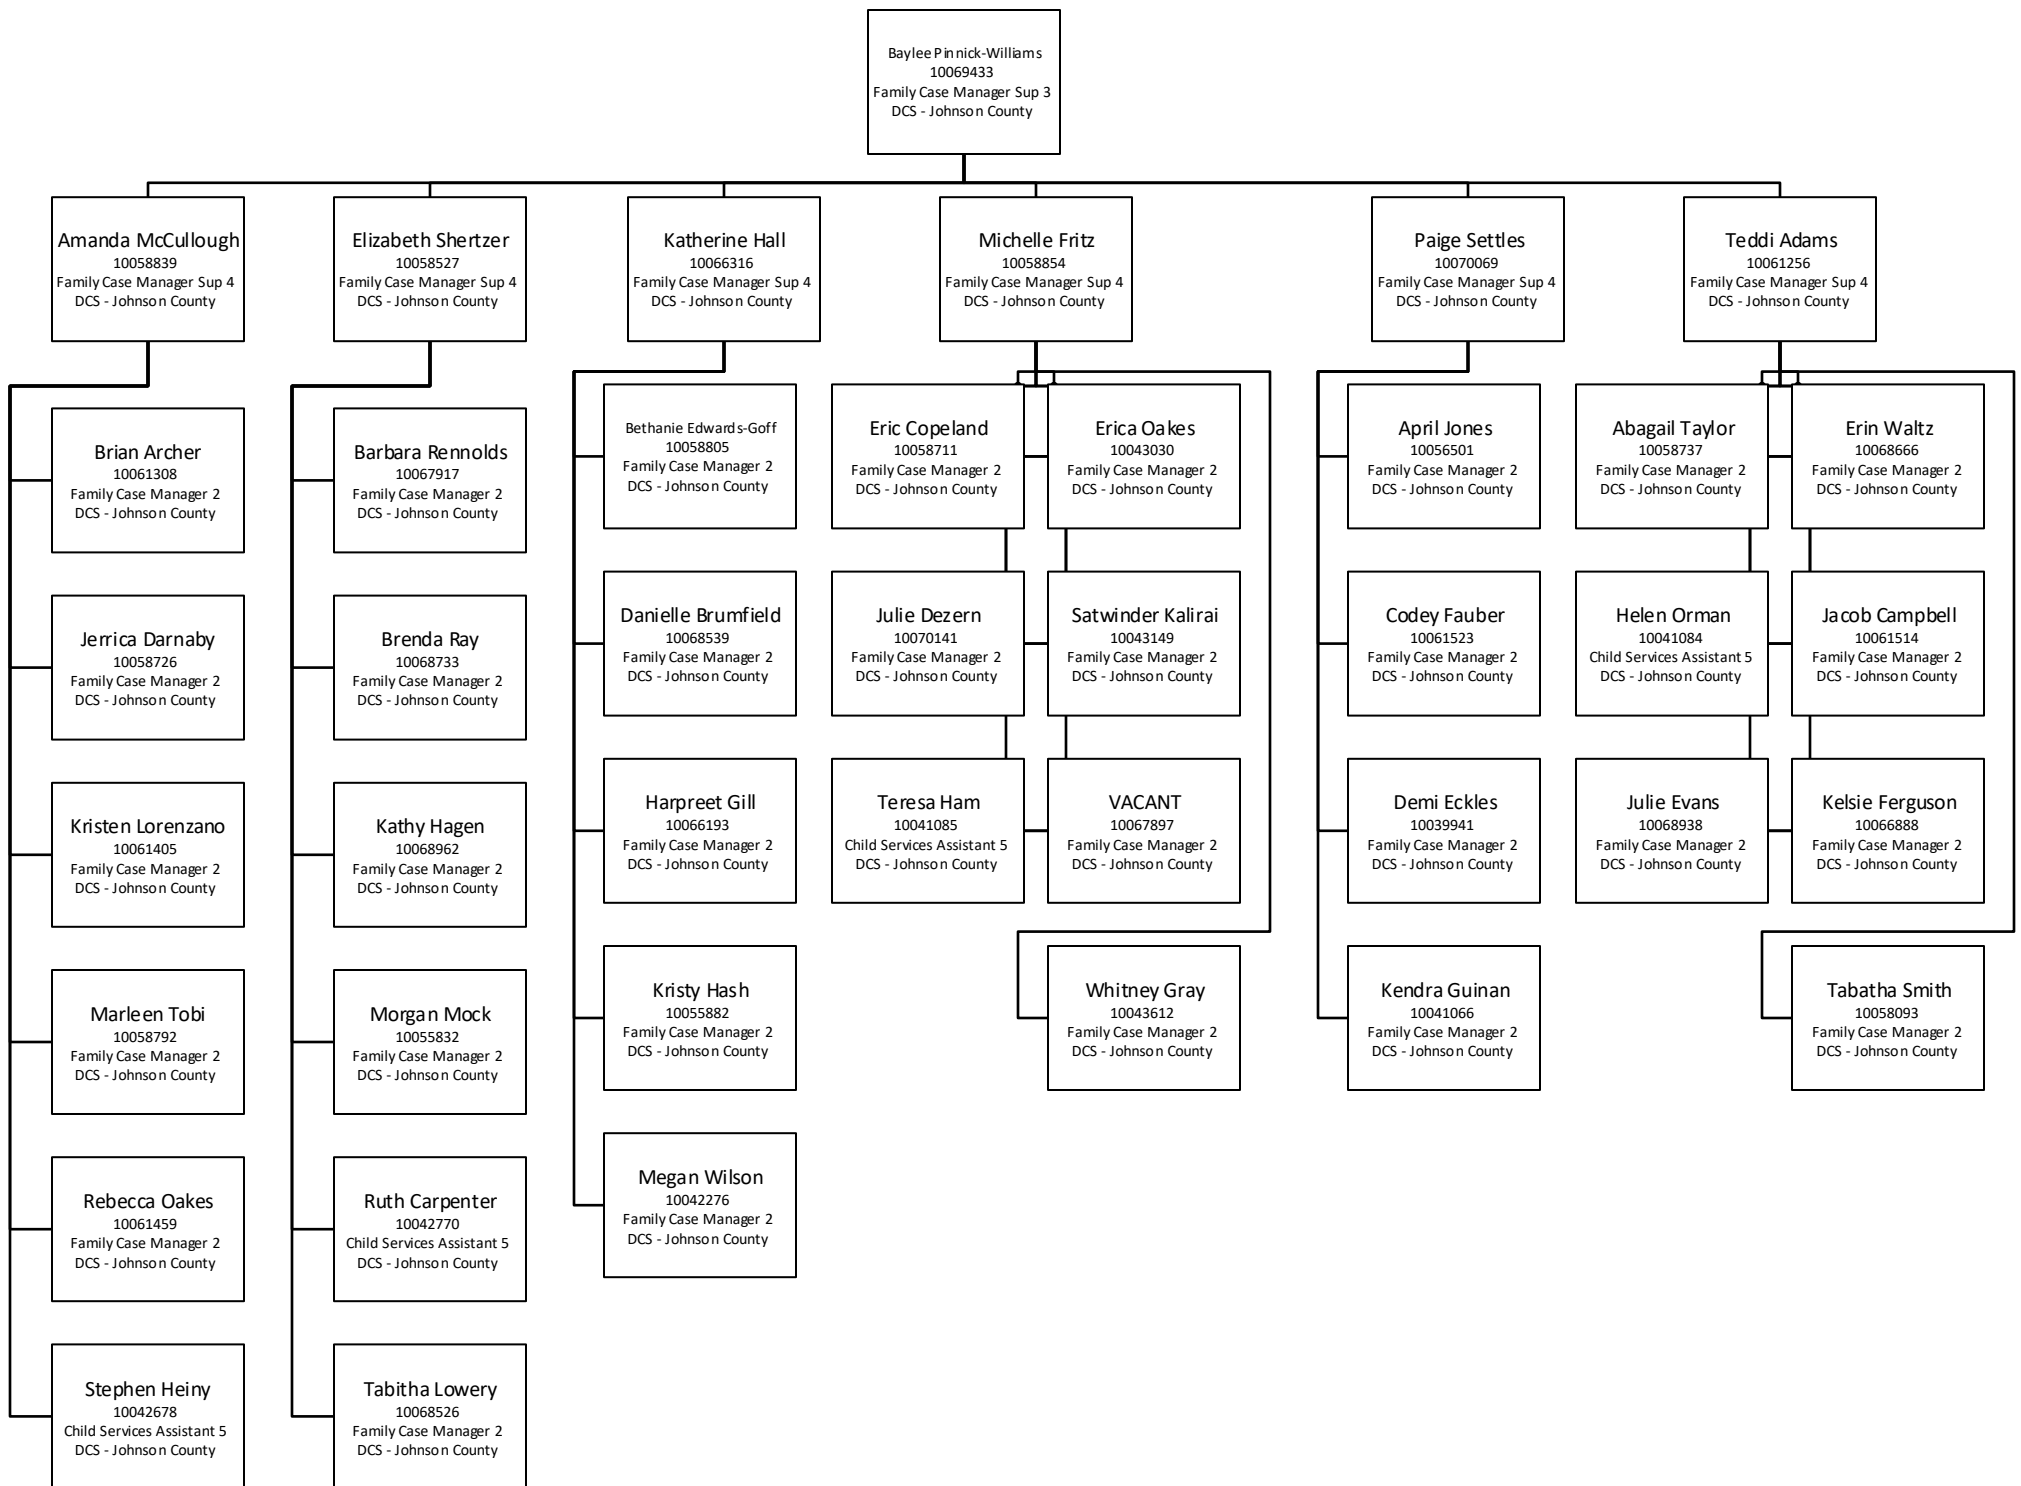 Baylee Pinnick-Williams
10069433
Family Case Manager Sup 3
DCS - Johnson County
Amanda McCullough
10058839
Family Case Manager Sup 4
DCS - Johnson County
Elizabeth Shertzer
10058527
Family Case Manager Sup 4
DCS - Johnson County
Katherine Hall
10066316
Family Case Manager Sup 4
DCS - Johnson County
Michelle Fritz
10058854
Family Case Manager Sup 4
DCS - Johnson County
Paige Settles
10070069
Family Case Manager Sup 4
DCS - Johnson County
Teddi Adams
10061256
Family Case Manager Sup 4
DCS - Johnson County
Brian Archer
10061308
Family Case Manager 2
DCS - Johnson County
Jerrica Darnaby
10058726
Family Case Manager 2
DCS - Johnson County
Kristen Lorenzano
10061405
Family Case Manager 2
DCS - Johnson County
Marleen Tobi
10058792
Family Case Manager 2
DCS - Johnson County
Rebecca Oakes
10061459
Family Case Manager 2
DCS - Johnson County
Stephen Heiny
10042678
Child Services Assistant 5
DCS - Johnson County
Barbara Rennolds
10067917
Family Case Manager 2
DCS - Johnson County
Brenda Ray
10068733
Family Case Manager 2
DCS - Johnson County
Kathy Hagen
10068962
Family Case Manager 2
DCS - Johnson County
Morgan Mock
10055832
Family Case Manager 2
DCS - Johnson County
Ruth Carpenter
10042770
Child Services Assistant 5
DCS - Johnson County
Tabitha Lowery
10068526
Family Case Manager 2
DCS - Johnson County
Bethanie Edwards-Goff
10058805
Family Case Manager 2
DCS - Johnson County
Danielle Brumfield
10068539
Family Case Manager 2
DCS - Johnson County
Harpreet Gill
10066193
Family Case Manager 2
DCS - Johnson County
Kristy Hash
10055882
Family Case Manager 2
DCS - Johnson County
Megan Wilson
10042276
Family Case Manager 2
DCS - Johnson County
Eric Copeland
10058711
Family Case Manager 2
DCS - Johnson County
Erica Oakes
10043030
Family Case Manager 2
DCS - Johnson County
Julie Dezern
10070141
Family Case Manager 2
DCS - Johnson County
Satwinder Kalirai
10043149
Family Case Manager 2
DCS - Johnson County
Teresa Ham
10041085
Child Services Assistant 5
DCS - Johnson County
VACANT
10067897
Family Case Manager 2
DCS - Johnson County
Whitney Gray
10043612
Family Case Manager 2
DCS - Johnson County
April Jones
10056501
Family Case Manager 2
DCS - Johnson County
Codey Fauber
10061523
Family Case Manager 2
DCS - Johnson County
Demi Eckles
10039941
Family Case Manager 2
DCS - Johnson County
Kendra Guinan
10041066
Family Case Manager 2
DCS - Johnson County
Abagail Taylor
10058737
Family Case Manager 2
DCS - Johnson County
Erin Waltz
10068666
Family Case Manager 2
DCS - Johnson County
Helen Orman
10041084
Child Services Assistant 5
DCS - Johnson County
Jacob Campbell
10061514
Family Case Manager 2
DCS - Johnson County
Julie Evans
10068938
Family Case Manager 2
DCS - Johnson County
Kelsie Ferguson
10066888
Family Case Manager 2
DCS - Johnson County
Tabatha Smith
10058093
Family Case Manager 2
DCS - Johnson County